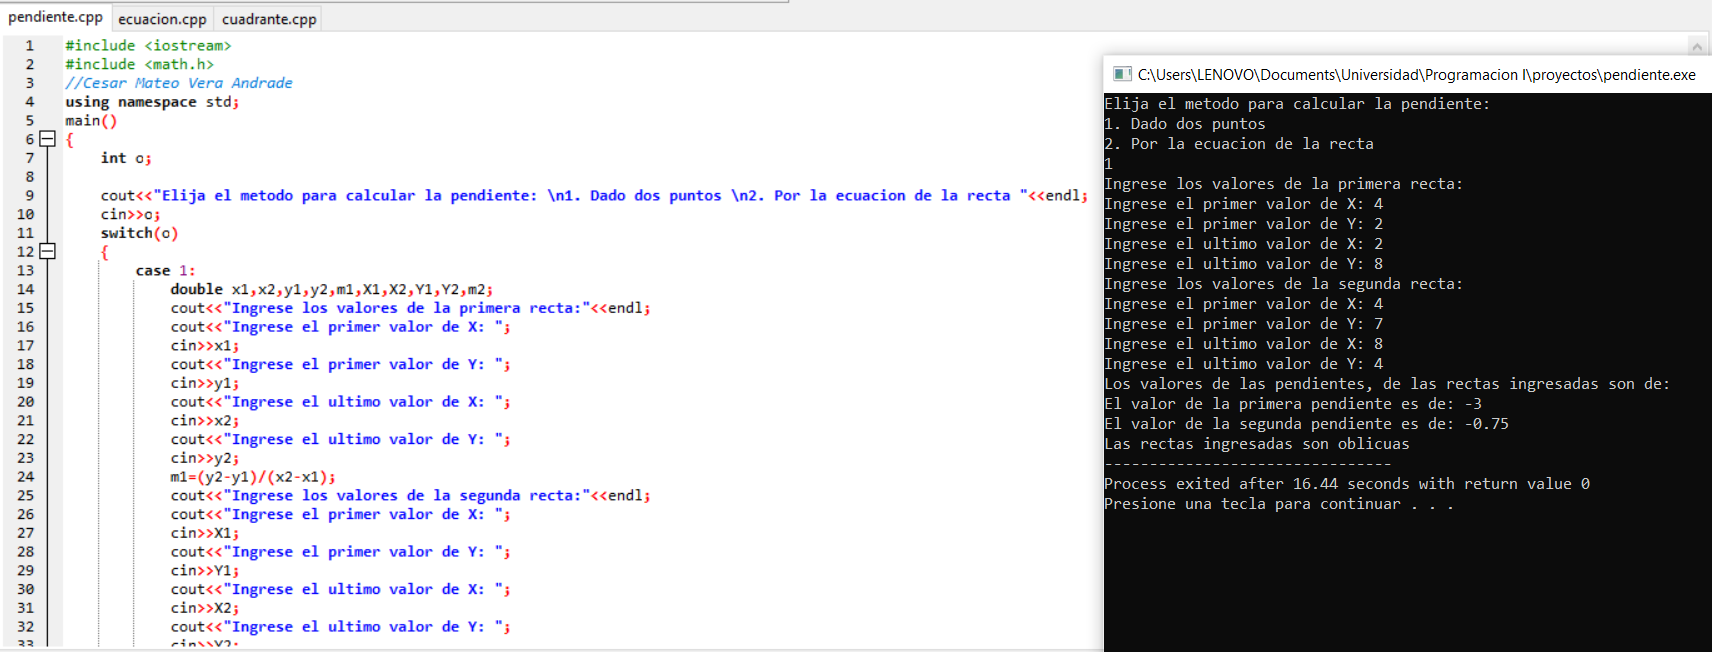 pendiente.cpp ecuacion.cpp cuadrante.cpp
1 #include <iostream>
2 #include <math.h>
3 //Cesar Mateo Vera Andrade
4 using namespace std;
5 main()
6 {
7 int o;
8
9 cout<<"Elija el metodo para calcular la pendiente: \n1. Dado dos puntos \n2. Por la ecuacion de la recta "<<endl;
10 cin>>o;
11 switch(o)
12 {
13 case 1:
14 double x1,x2,y1,y2,m1,X1,X2,Y1,Y2,m2;
15 cout<<"Ingrese los valores de la primera recta:"<<endl;
16 cout<<"Ingrese el primer valor de X: ";
17 cin>>x1;
18 cout<<"Ingrese el primer valor de Y: ";
19 cin>>y1;
20 cout<<"Ingrese el ultimo valor de X: ";
21 cin>>x2;
22 cout<<"Ingrese el ultimo valor de Y: ";
23 cin>>y2;
24 m1=(y2-y1)/(x2-x1);
25 cout<<"Ingrese los valores de la segunda recta:"<<endl;
26 cout<<"Ingrese el primer valor de X: ";
27 cin>>X1;
28 cout<<"Ingrese el primer valor de Y: ";
29 cin>>Y1;
30 cout<<"Ingrese el ultimo valor de X: ";
31 cin>>X2;
32 cout<<"Ingrese el ultimo valor de Y: ";
33 cin>>Y2;
C:\Users\LENOVO\Documents\Universidad\Programacion I\proyectos\pendiente.exe
Elija el metodo para calcular la pendiente:
1. Dado dos puntos
2. Por la ecuacion de la recta
1
Ingrese los valores de la primera recta:
Ingrese el primer valor de X: 4
Ingrese el primer valor de Y: 2
Ingrese el ultimo valor de X: 2
Ingrese el ultimo valor de Y: 8
Ingrese los valores de la segunda recta:
Ingrese el primer valor de X: 4
Ingrese el primer valor de Y: 7
Ingrese el ultimo valor de X: 8
Ingrese el ultimo valor de Y: 4
Los valores de las pendientes, de las rectas ingresadas son de:
El valor de la primera pendiente es de: -3
El valor de la segunda pendiente es de: -0.75
Las rectas ingresadas son oblicuas
--------------------------------
Process exited after 16.44 seconds with return value 0
Presione una tecla para continuar . . .